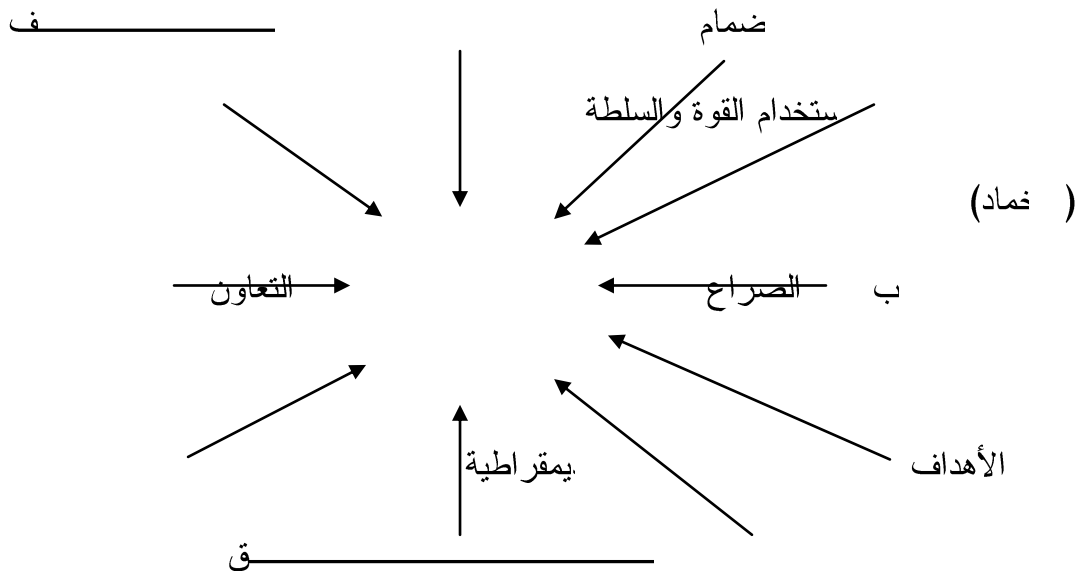 ف
ضمام
ستخدام القوة والسلطة
( خماد)
ب الصراع
التعاون
الأهداف
يمقراطية
ق